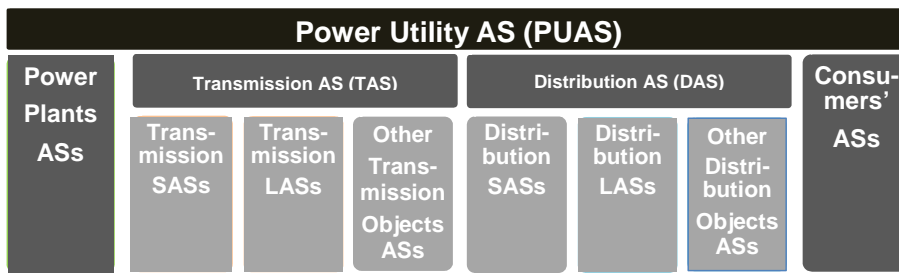 Power Utility AS (PUAS)
Power
Plants
ASs
Transmission AS (TAS)
Trans-
mission
SASs
Trans-
mission
LASs
Other
Trans-
mission
Objects
ASs
Distribution AS (DAS)
Distri-
bution
SASs
Distri-
bution
LASs
Other
Distri-
bution
Objects
ASs
Consu-
mers’
ASs